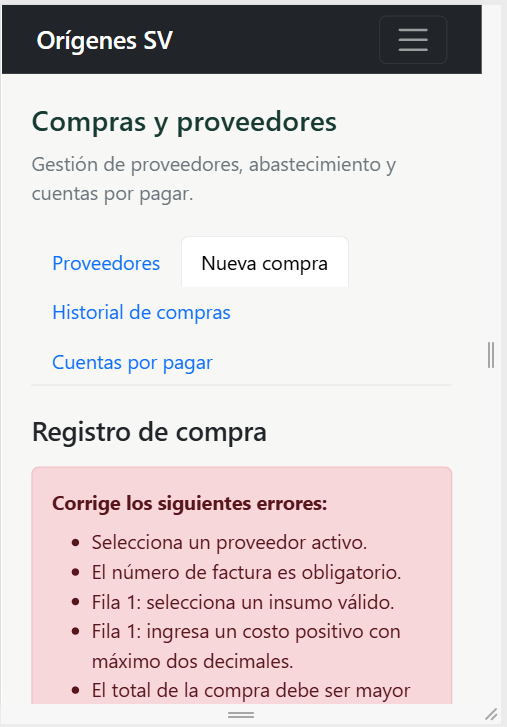 Orígenes SV
Compras y proveedores
Gestión de proveedores, abastecimiento y
cuentas por pagar.
Proveedores
Nueva compra
Historial de compras
Cuentas por pagar
Registro de compra
Corrige los siguientes errores:
Selecciona un proveedor activo.
El número de factura es obligatorio.
Fila 1: selecciona un insumo válido.
Fila 1: ingresa un costo positivo con
máximo dos decimales.
El total de la compra debe ser mayor